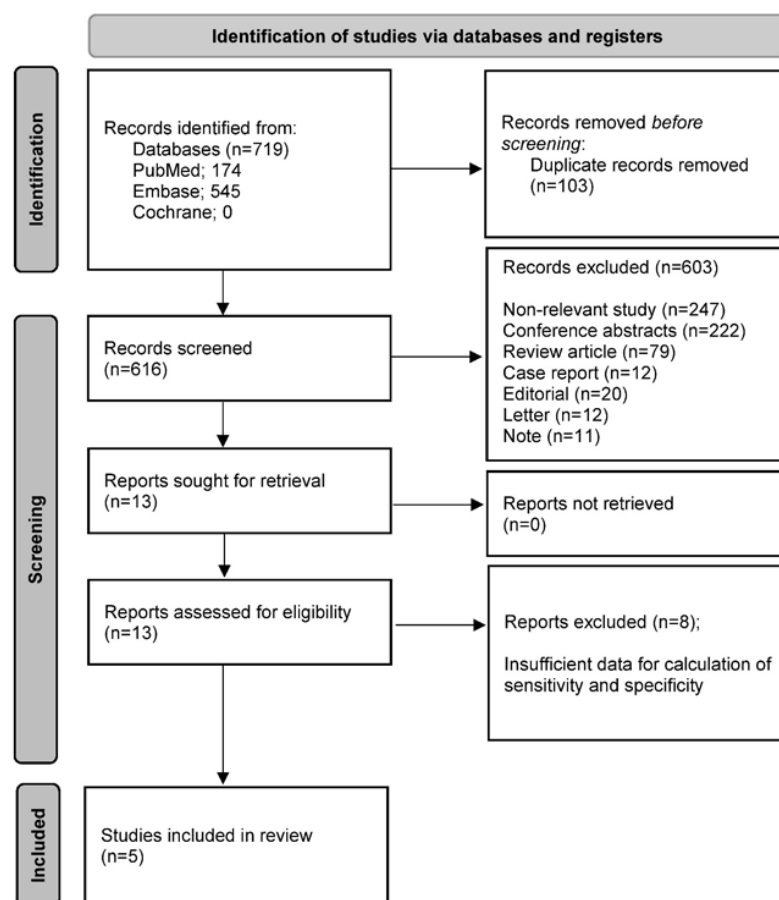 Identification of studies via databases and registers
Identification
Records identified from:
Databases (n=719)
PubMed; 174
Embase; 545
Cochrane; 0
Records removed before
screening:
Duplicate records removed
(n=103)
Screening
Records screened
(n=616)
Records excluded (n=603)
Non-relevant study (n=247)
Conference abstracts (n=222)
Review article (n=79)
Case report (n=12)
Editorial (n=20)
Letter (n=12)
Note (n=11)
Reports sought for retrieval
(n=13)
Reports not retrieved
(n=0)
Reports assessed for eligibility
(n=13)
Reports excluded (n=8);
Insufficient data for calculation of
sensitivity and specificity
Included
Studies included in review
(n=5)